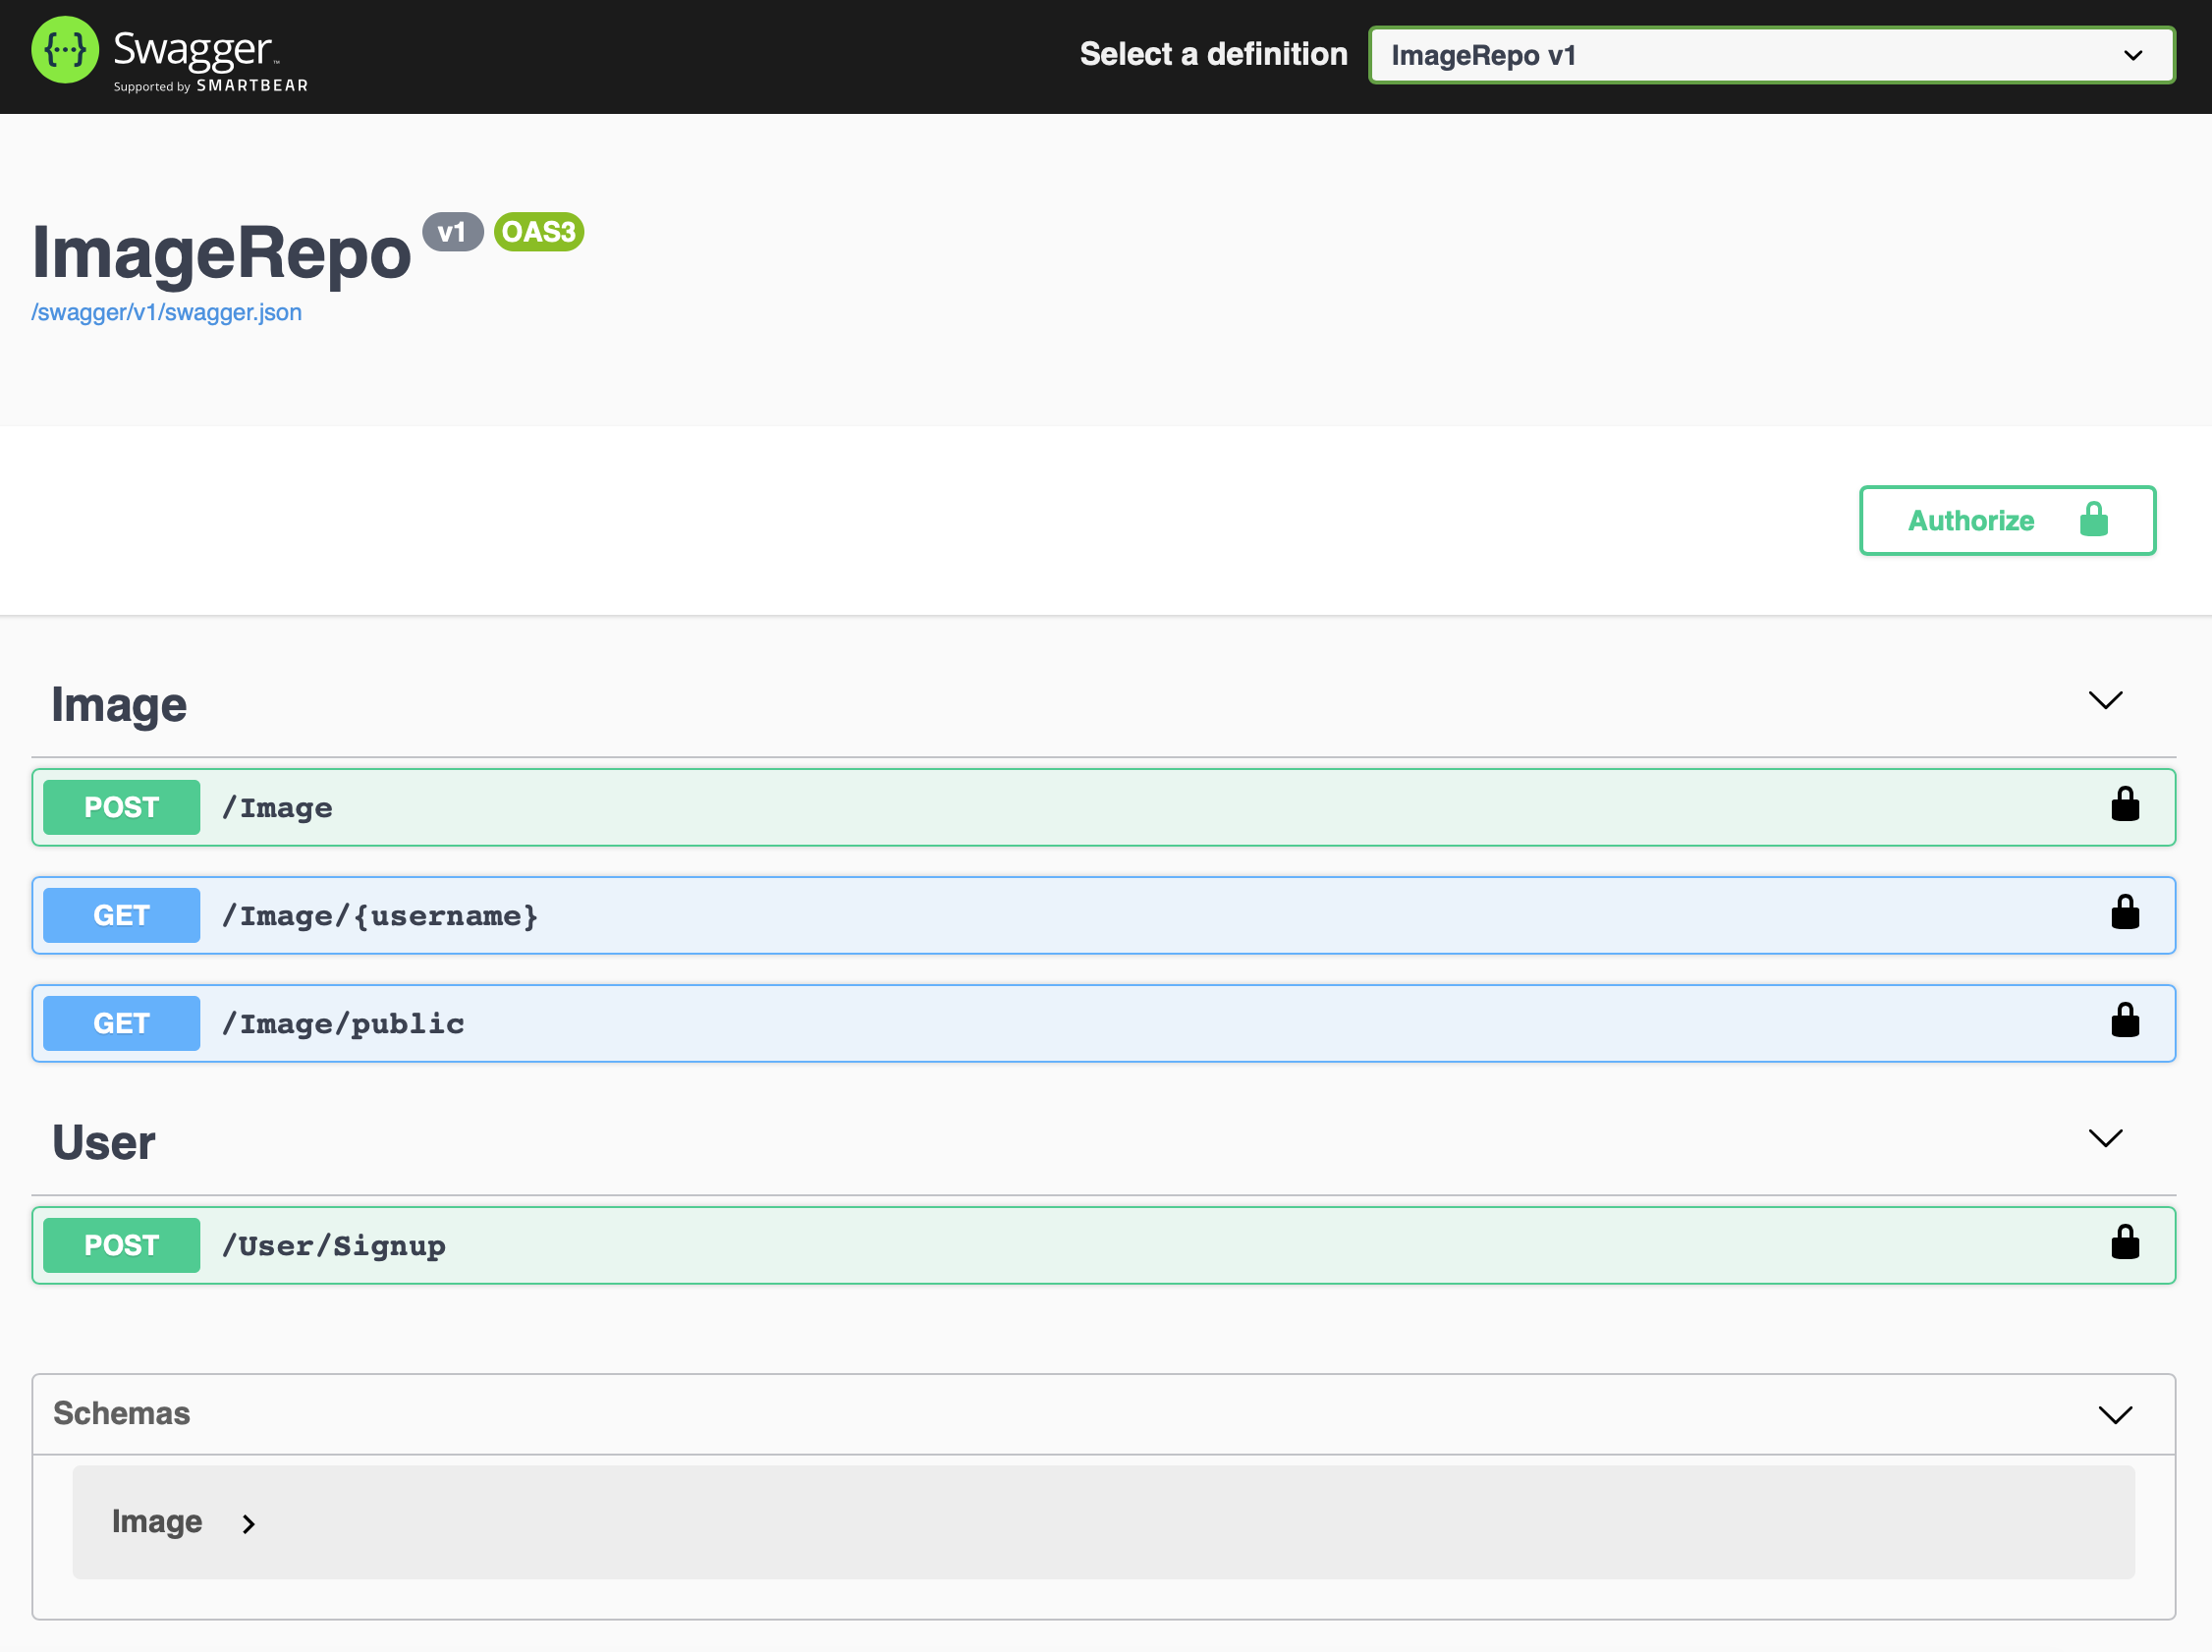 {...} Swagger™
Supported by SMARTBEAR
Select a definition
ImageRepo v1
ImageRepo v1 OAS3
/swagger/v1/swagger.json
Authorize
Image
POST /Image
GET /Image/{username}
GET /Image/public
User
POST /User/Signup
Schemas
Image